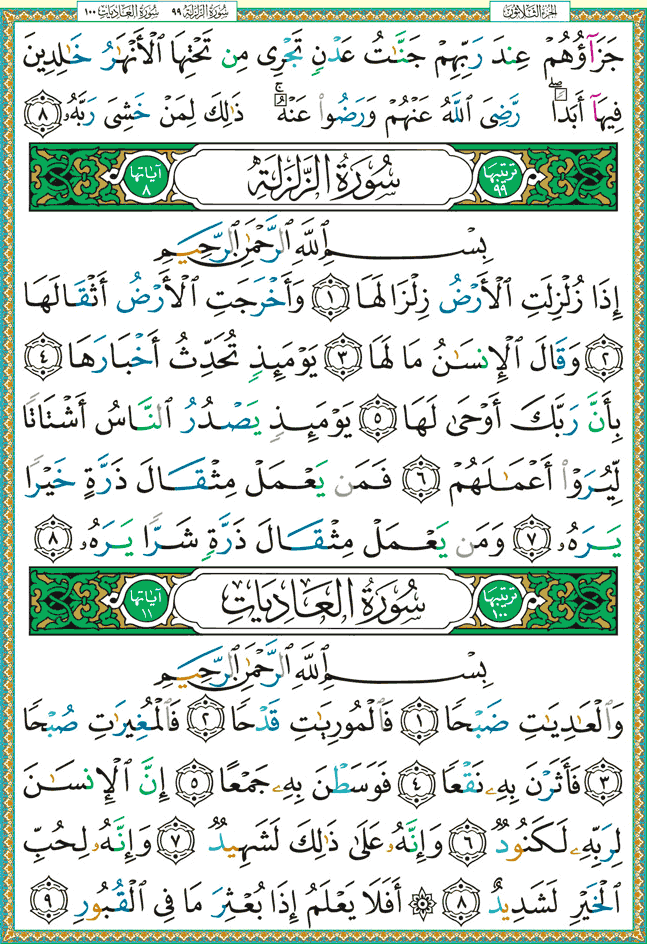 الجزء الثلاثون
سورة الزلزلة ٩٩ سورة العاديات ١٠٠
جَزَآؤُهُمْ عِندَ رَبِّهِمْ جَنَّٰتُ عَدْنٍ تَجْرِى مِن تَحْتِهَا ٱلْأَنْهَٰرُ خَٰلِدِينَ
فِيهَآ أَبَدًا ۖ رَّضِىَ ٱللَّهُ عَنْهُمْ وَرَضُوا۟ عَنْهُ ۚ ذَٰلِكَ لِمَنْ خَشِىَ رَبَّهُۥ ٨
ترتيبها ٩٩ سُورَةُ الزَّلْزَلَةِ آياتها ٨
بِسْمِ ٱللَّهِ ٱلرَّحْمَٰنِ ٱلرَّحِيمِ
إِذَا زُلْزِلَتِ ٱلْأَرْضُ زِلْزَالَهَا ١ وَأَخْرَجَتِ ٱلْأَرْضُ أَثْقَالَهَا
٢ وَقَالَ ٱلْإِنسَٰنُ مَا لَهَا ٣ يَوْمَئِذٍ تُحَدِّثُ أَخْبَارَهَا ٤
بِأَنَّ رَبَّكَ أَوْحَىٰ لَهَا ٥ يَوْمَئِذٍ يَصْدُرُ ٱلنَّاسُ أَشْتَاتًا
لِّيُرَوْا۟ أَعْمَٰلَهُمْ ٦ فَمَن يَعْمَلْ مِثْقَالَ ذَرَّةٍ خَيْرًا
يَرَهُۥ ٧ وَمَن يَعْمَلْ مِثْقَالَ ذَرَّةٍ شَرًّا يَرَهُۥ ٨
ترتيبها ١٠٠ سُورَةُ العَادِيَاتِ آياتها ١١
بِسْمِ ٱللَّهِ ٱلرَّحْمَٰنِ ٱلرَّحِيمِ
وَٱلْعَٰدِيَٰتِ ضَبْحًا ١ فَٱلْمُورِيَٰتِ قَدْحًا ٢ فَٱلْمُغِيرَٰتِ صُبْحًا
٣ فَأَثَرْنَ بِهِۦ نَقْعًا ٤ فَوَسَطْنَ بِهِۦ جَمْعًا ٥ إِنَّ ٱلْإِنسَٰنَ
لِرَبِّهِۦ لَكَنُودٌ ٦ وَإِنَّهُۥ عَلَىٰ ذَٰلِكَ لَشَهِيدٌ ٧ وَإِنَّهُۥ لِحُبِّ
ٱلْخَيْرِ لَشَدِيدٌ ٨ ۞ أَفَلَا يَعْلَمُ إِذَا بُعْثِرَ مَا فِى ٱلْقُبُورِ ٩